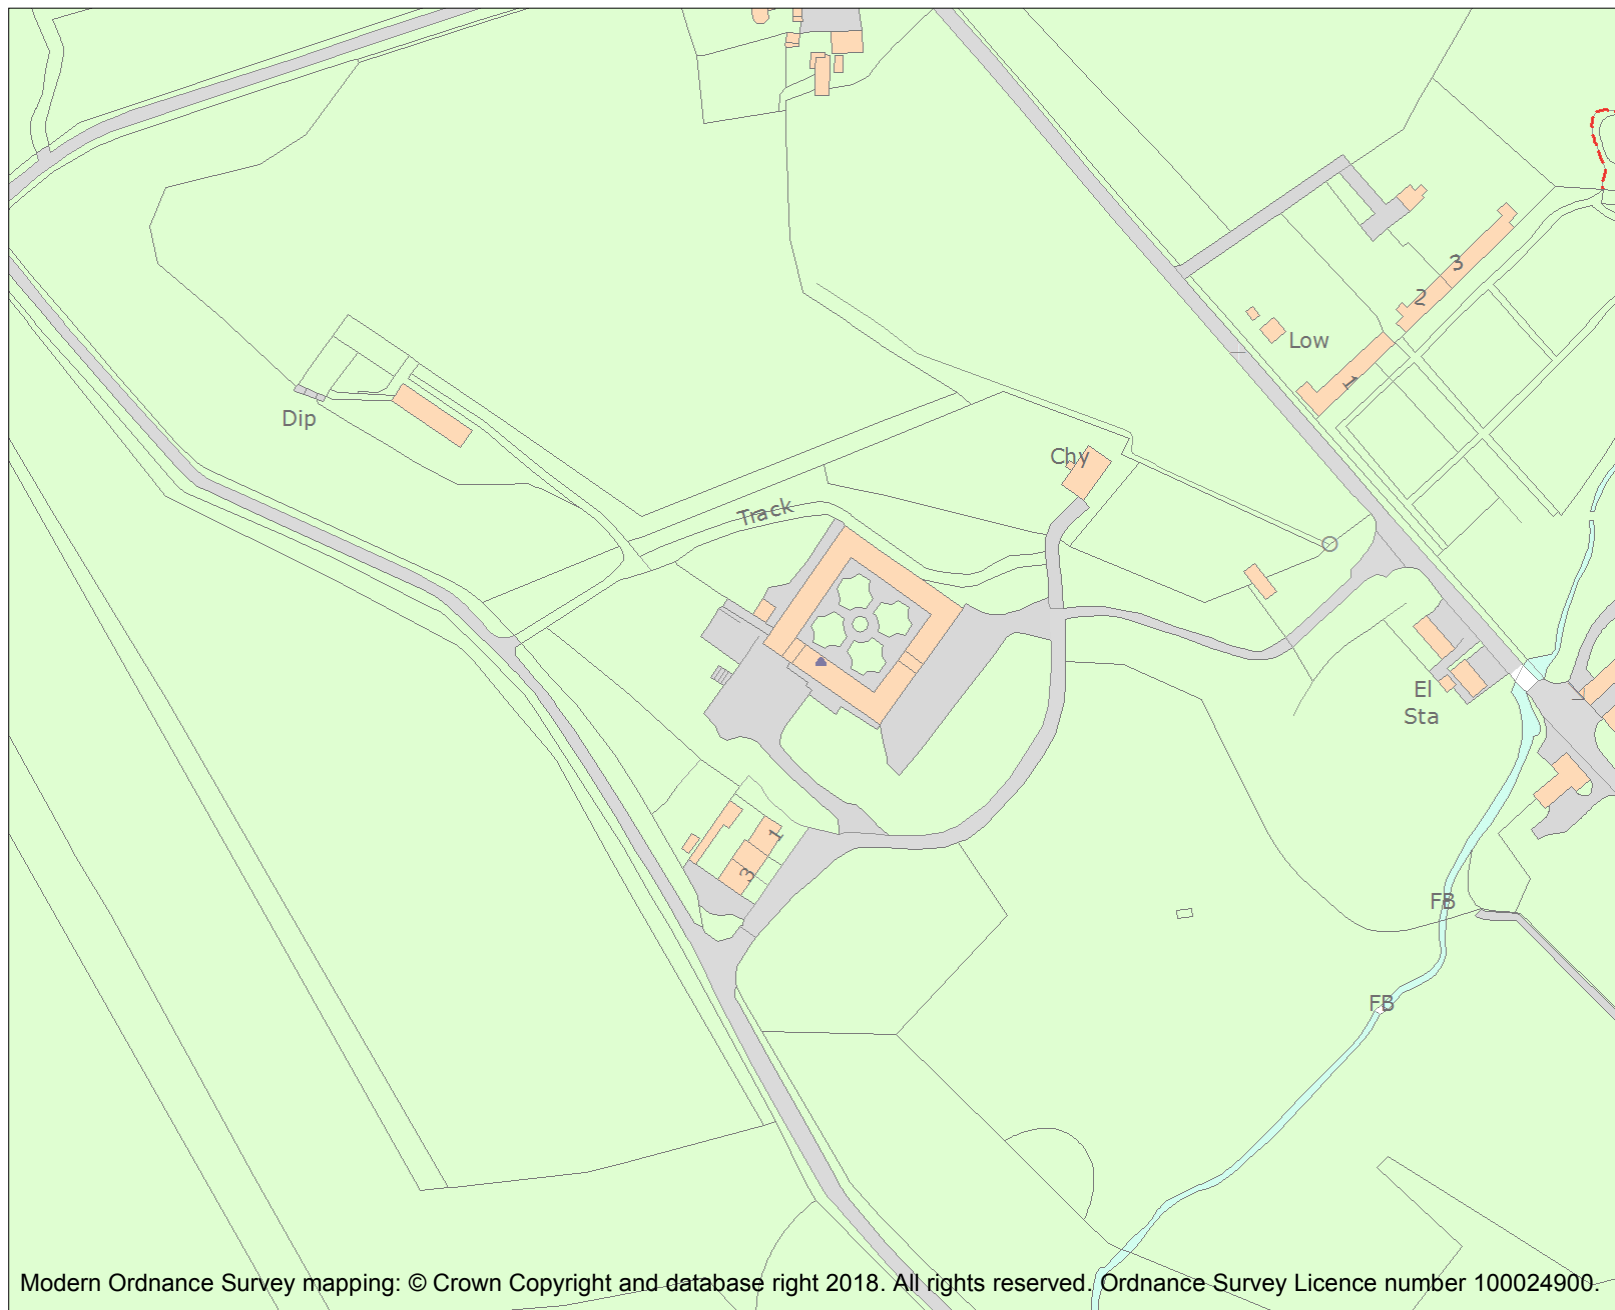 3
2
Low
1
Dip
Chy
Track
El
Sta
1
3
FB
FB
Modern Ordnance Survey mapping: © Crown Copyright and database right 2018. All rights reserved. Ordnance Survey Licence number 100024900.